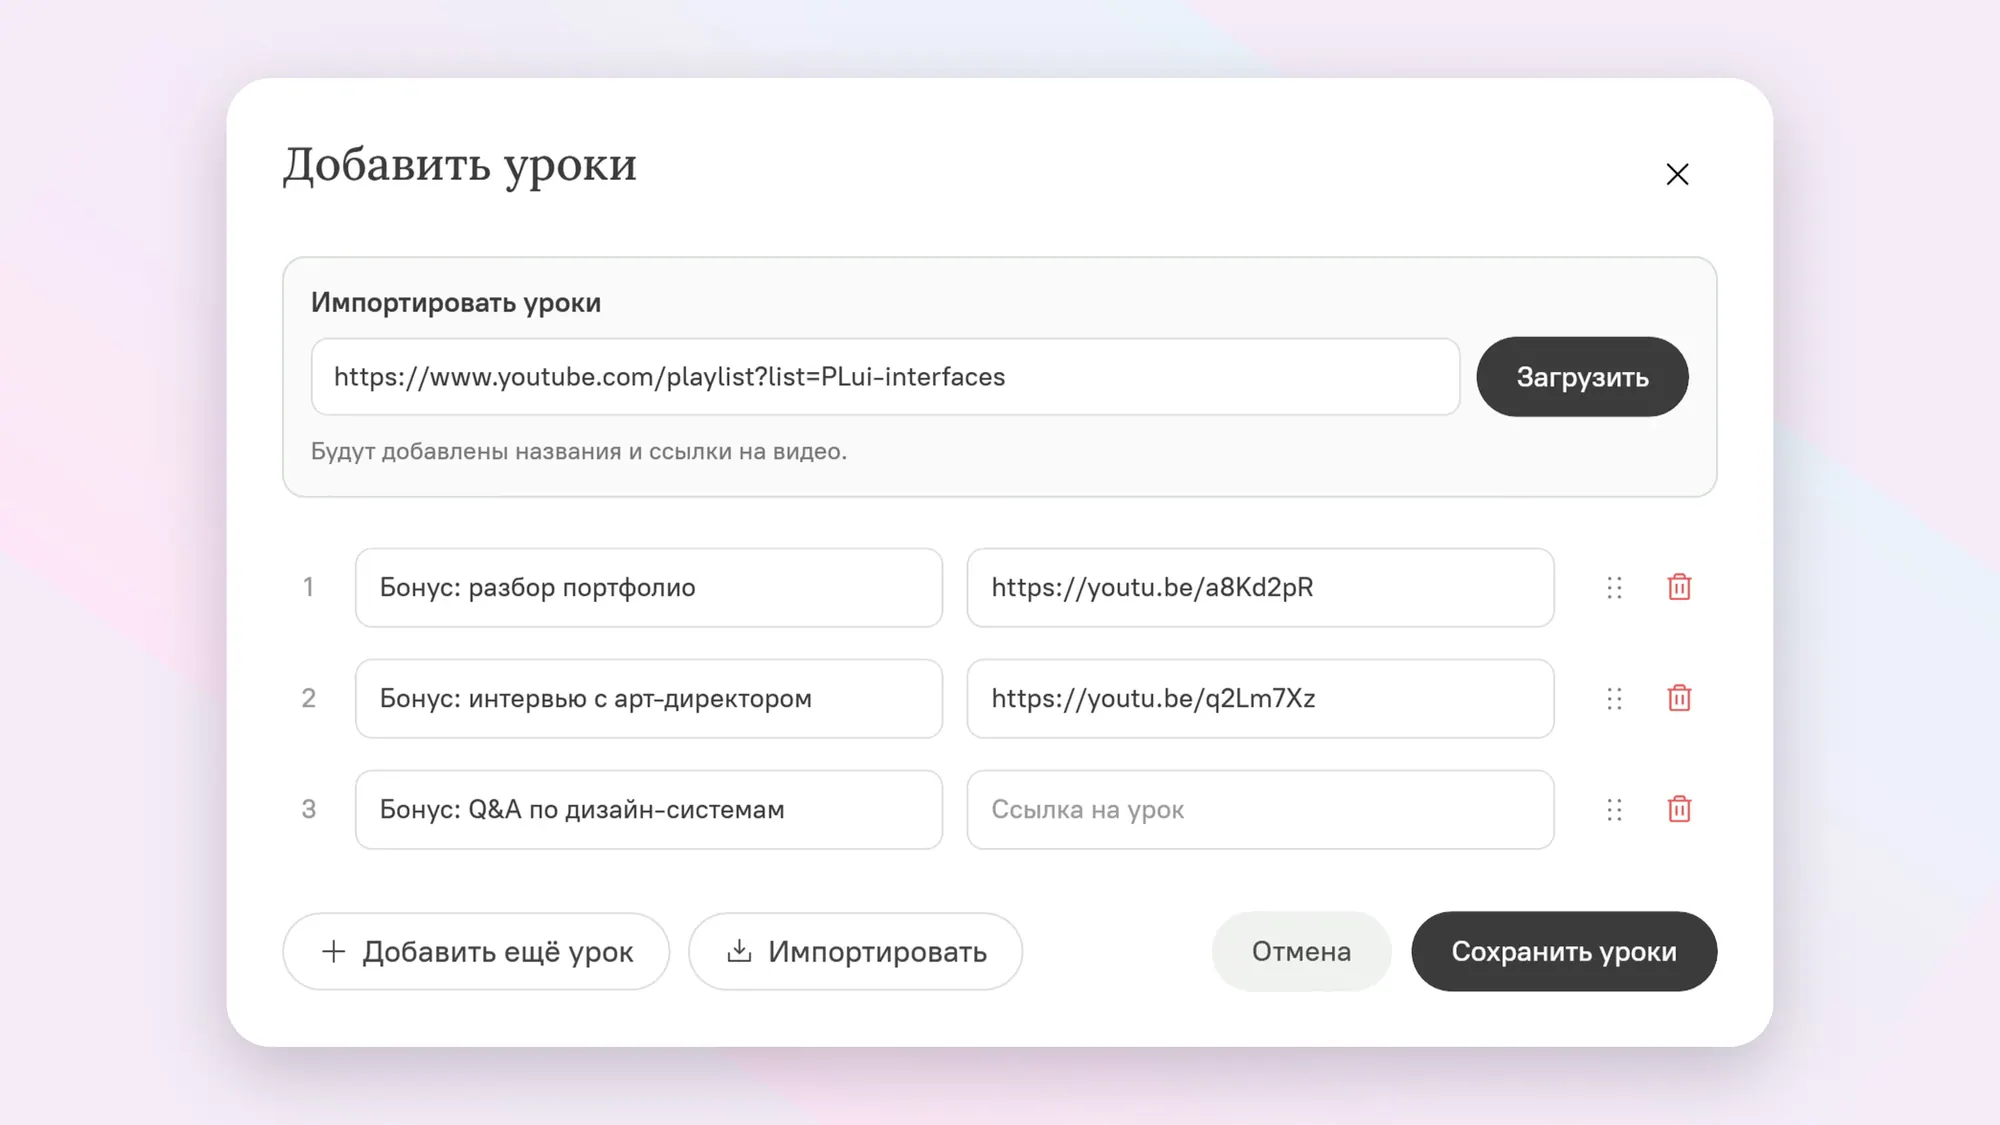 Добавить уроки
Импортировать уроки
https://www.youtube.com/playlist?list=PLui-interfaces
Загрузить
Будут добавлены названия и ссылки на видео.
1 Бонус: разбор портфолио https://youtu.be/a8Kd2pR
2 Бонус: интервью с арт-директором https://youtu.be/q2Lm7Xz
3 Бонус: Q&A по дизайн-системам Ссылка на урок
Добавить ещё урок Импортировать Отмена Сохранить уроки